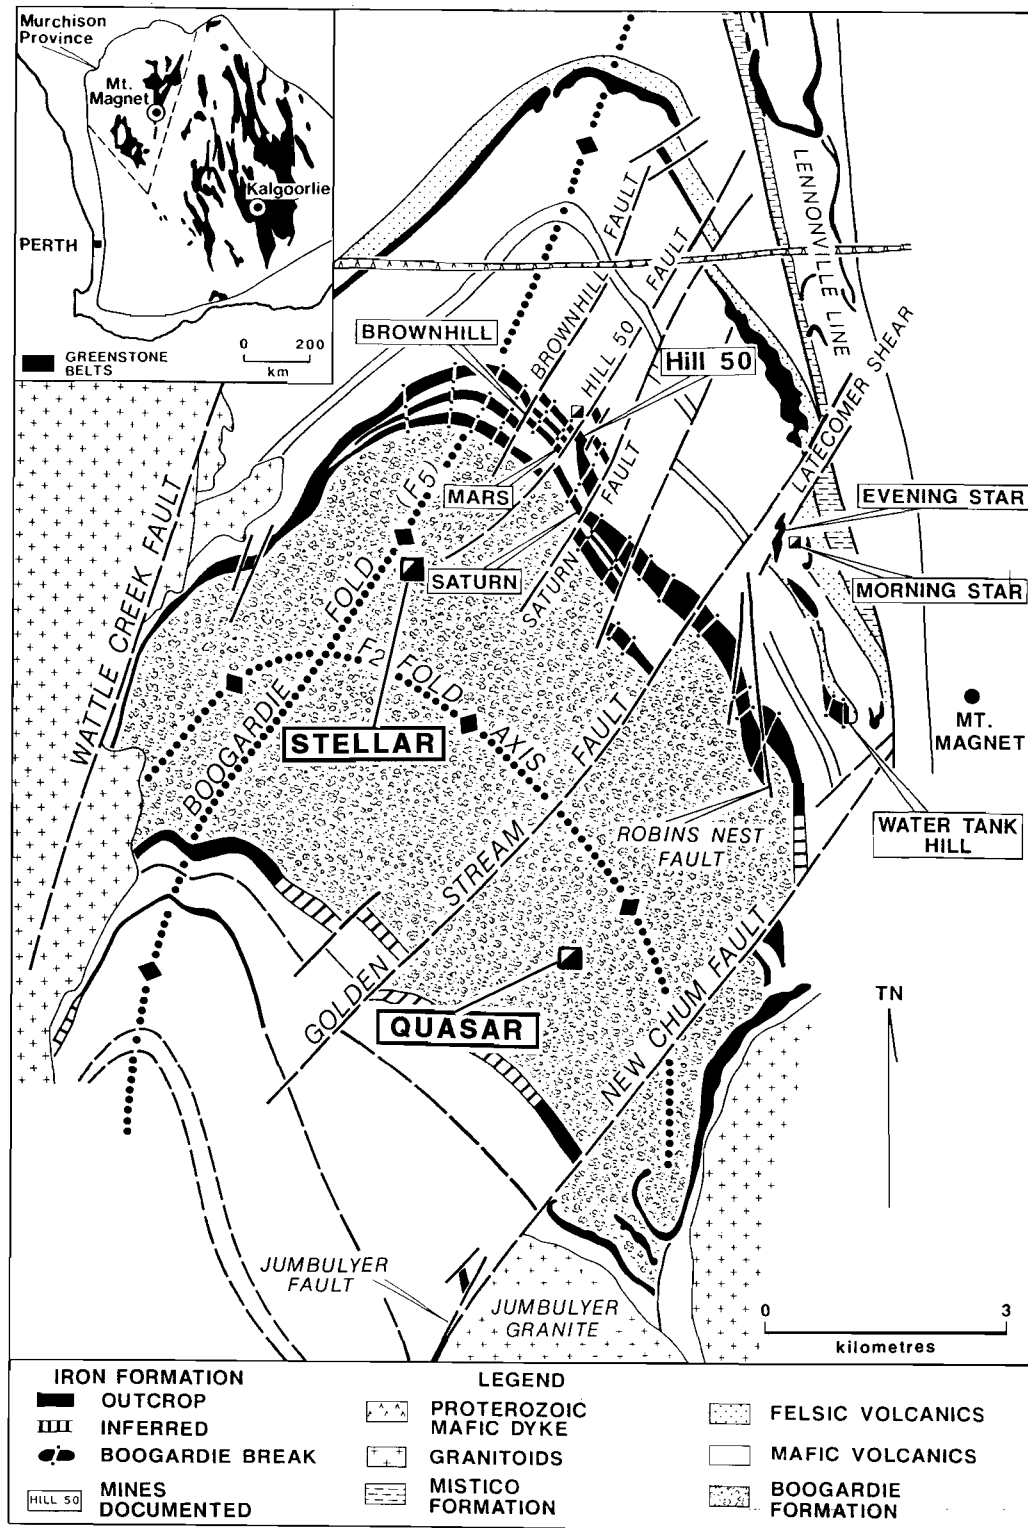 Murchison
Province
Mt.
Magnet
Kalgoorlie
PERTH
GREENSTONE
BELTS
0 200
km
LENNONVILLE LINE
BROWNHILL FAULT
HILL 50 FAULT
BROWNHILL
Hill 50
LATECOMER SHEAR
WATTLE CREEK FAULT
(F5)
MARS
EVENING STAR
SATURN
SATURN FAULT
MORNING STAR
BOOGARDIE FOLD
F2 FOLD AXIS
STELLAR
MT.
MAGNET
ROBINS NEST
FAULT
WATER TANK
HILL
GOLDEN STREAM FAULT
NEW CHUM FAULT
QUASAR
TN
JUMBULYER
FAULT
JUMBULYER
GRANITE
0 3
kilometres
IRON FORMATION
LEGEND
OUTCROP
INFERRED
BOOGARDIE BREAK
HILL 50
MINES
DOCUMENTED
PROTEROZOIC
MAFIC DYKE
GRANITOIDS
MISTICO
FORMATION
FELSIC VOLCANICS
MAFIC VOLCANICS
BOOGARDIE
FORMATION